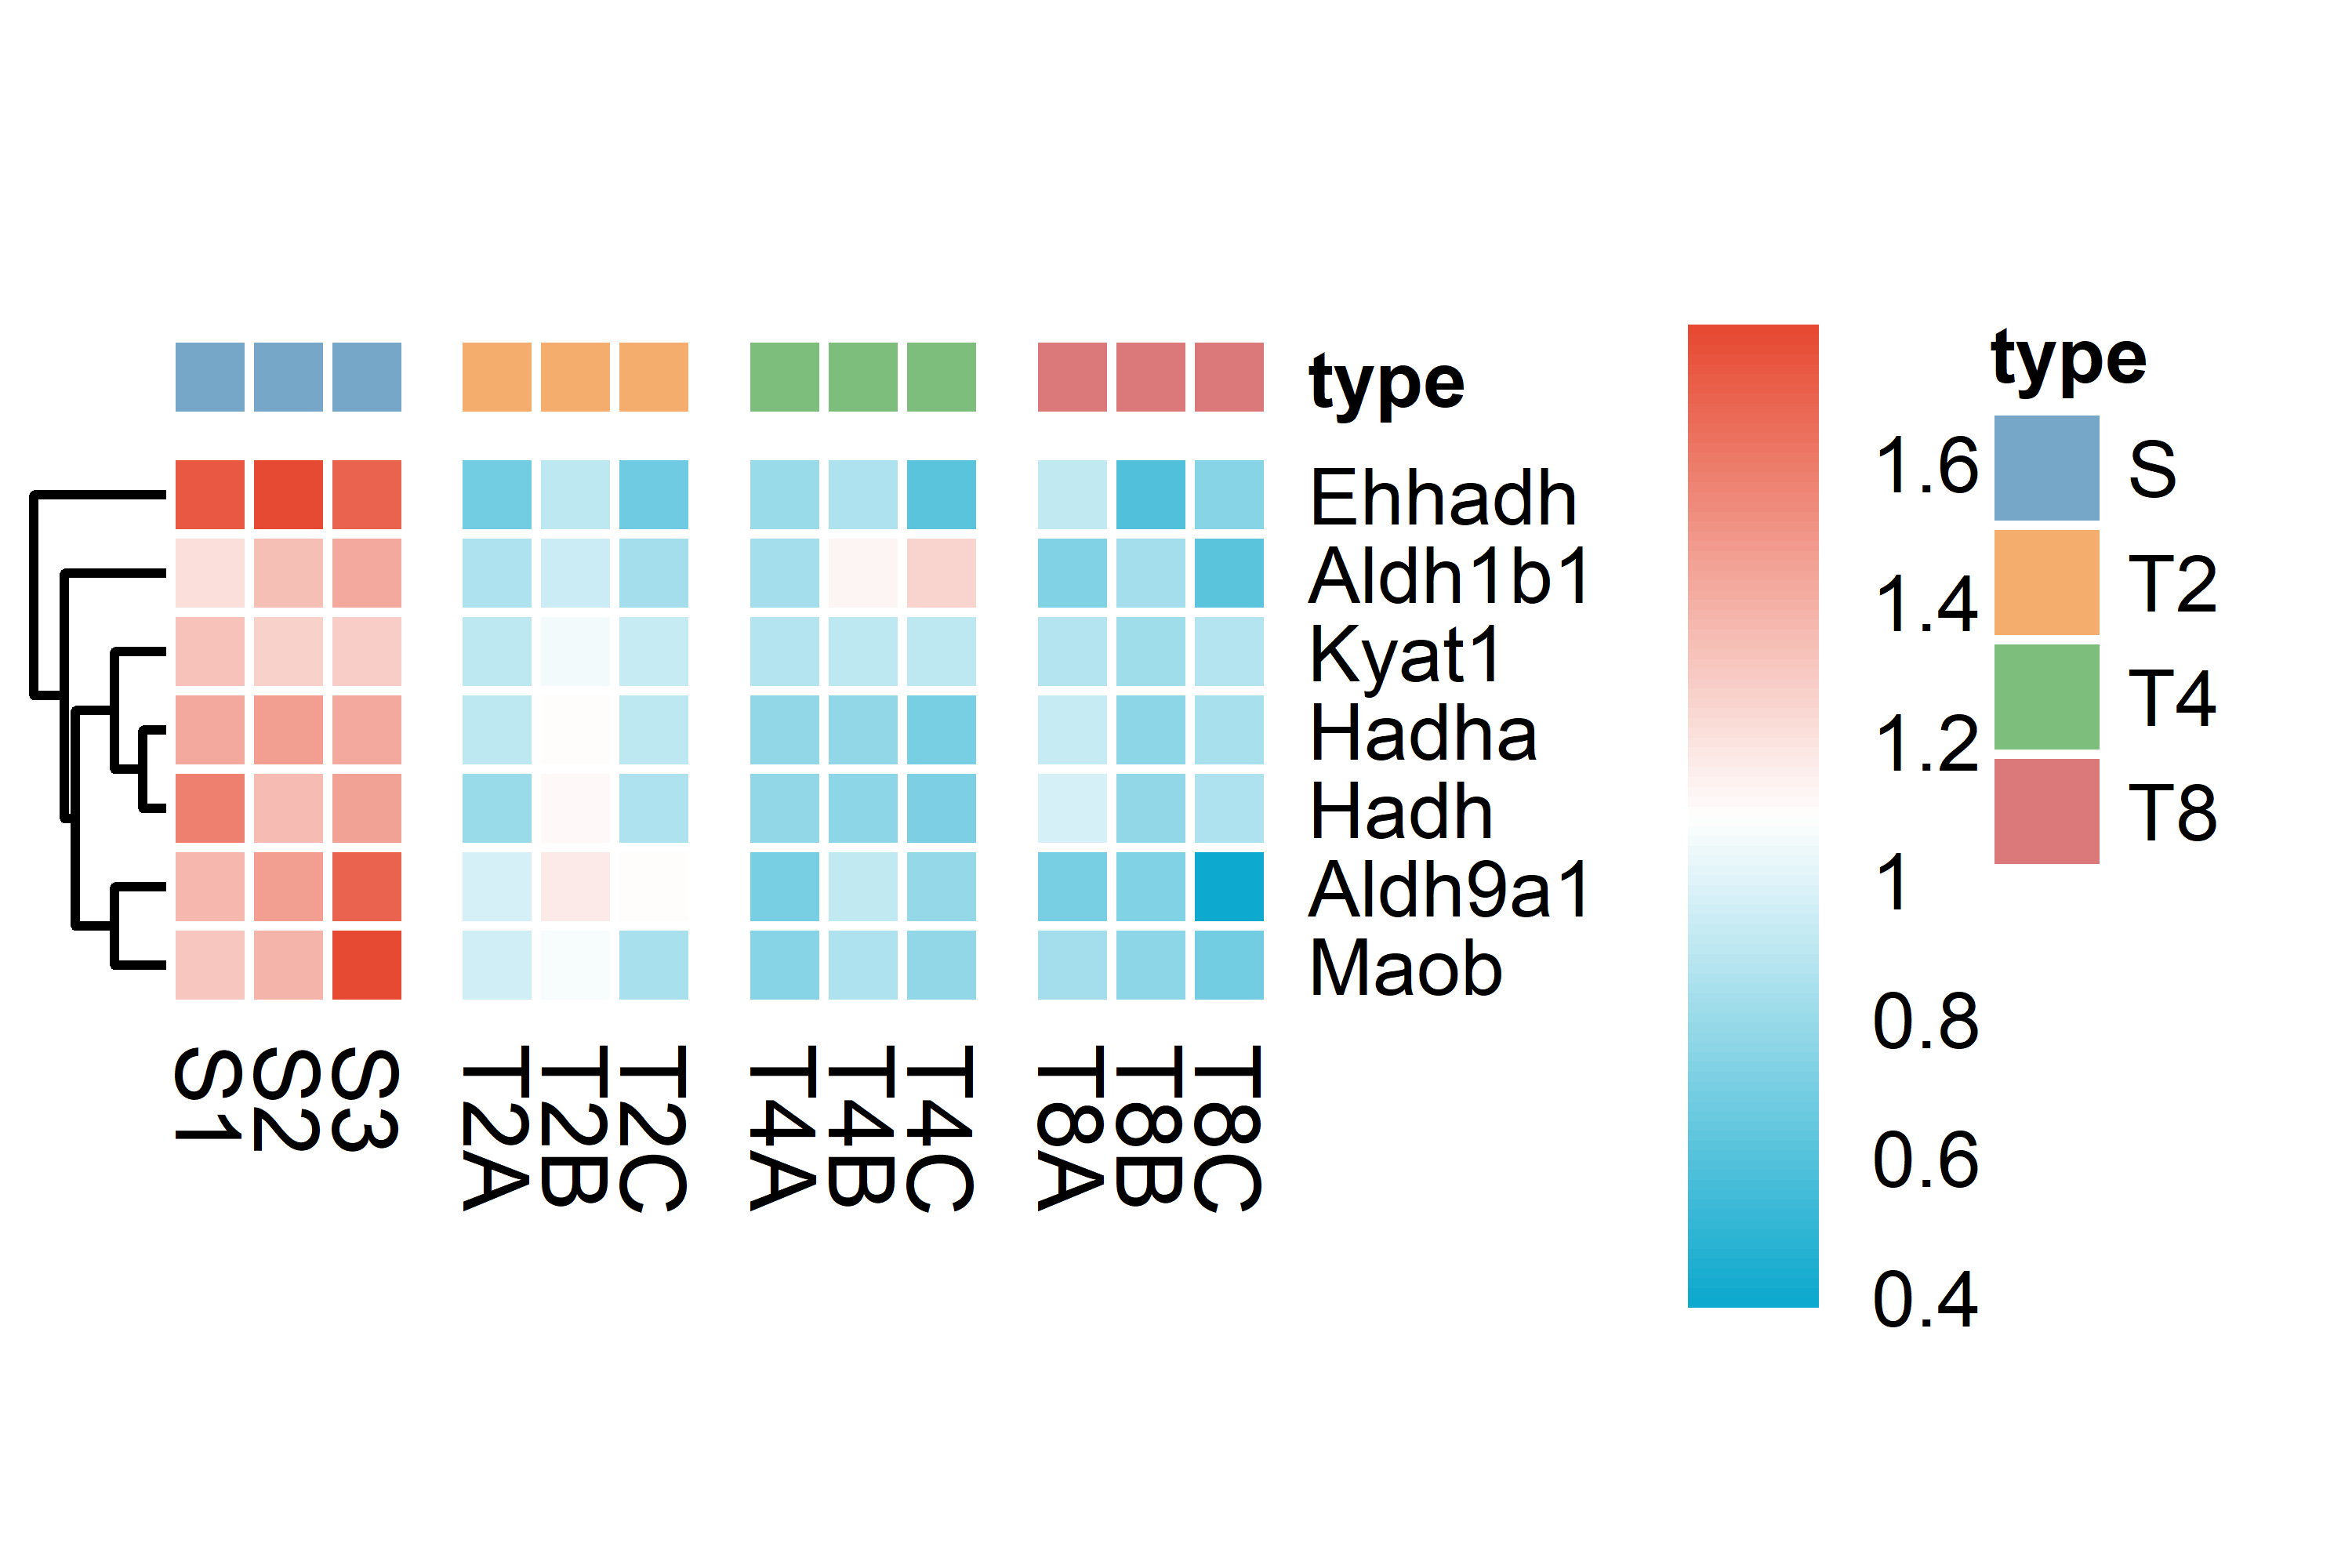 type
Ehhadh
Aldh1b1
Kyat1
Hadha
Hadh
Aldh9a1
Maob
S1
S2
S3
T2A
T2B
T2C
T4A
T4B
T4C
T8A
T8B
T8C
1.6
1.4
1.2
1
0.8
0.6
0.4
type
S
T2
T4
T8